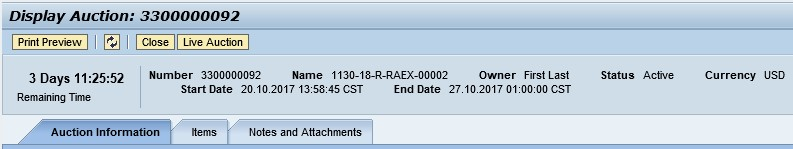 Display Auction: 3300000092
Print Preview Close Live Auction
3 Days 11:25:52
Remaining Time
Number 3300000092 Name 1130-18-R-RAEX-00002 Owner First Last Status Active Currency USD
Start Date 20.10.2017 13:58:45 CST End Date 27.10.2017 01:00:00 CST
Auction Information Items Notes and Attachments